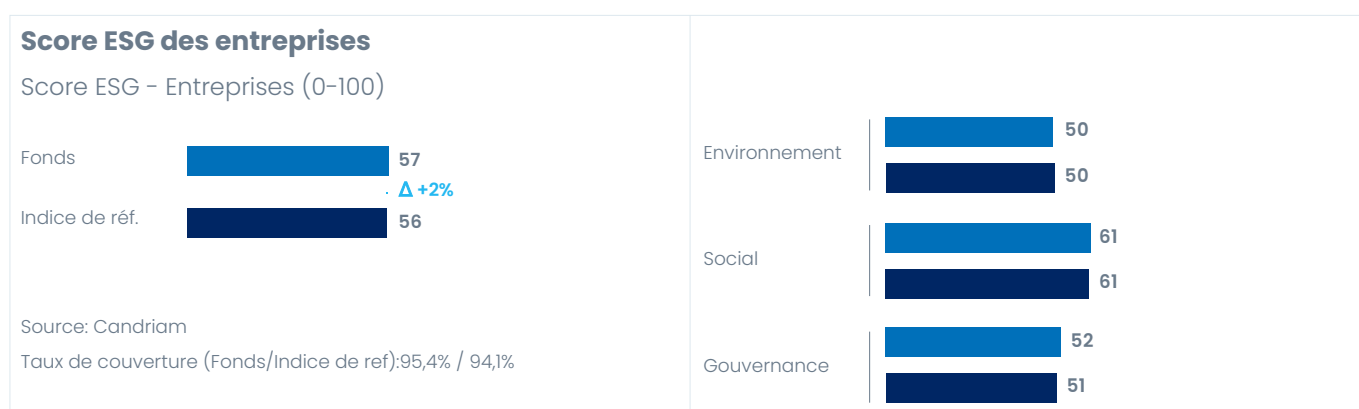 Score ESG des entreprises
Score ESG - Entreprises (0-100)
Fonds
57
Δ +2%
Indice de réf.
56
Source: Candriam
Taux de couverture (Fonds/Indice de ref):95,4% / 94,1%
Environnement
50
50
Social
61
61
Gouvernance
52
51